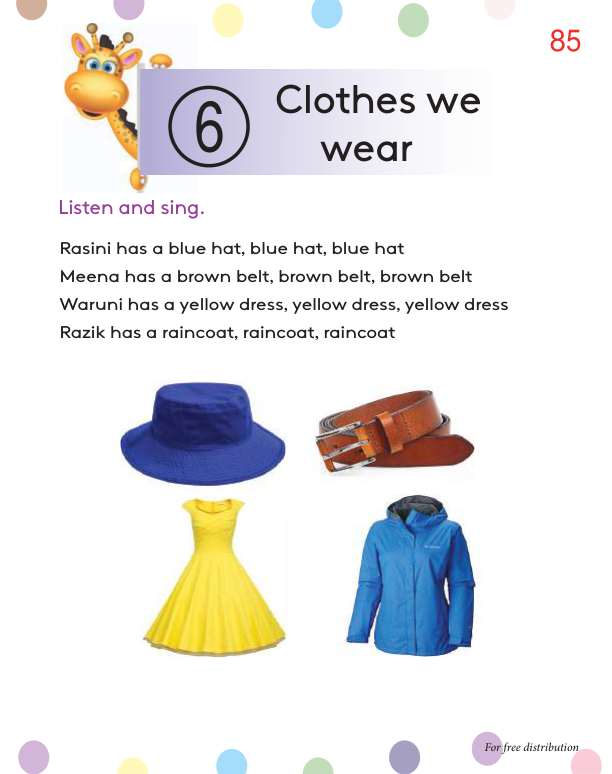 85
6
Clothes we
wear
Listen and sing.
Rasini has a blue hat, blue hat, blue hat
Meena has a brown belt, brown belt, brown belt
Waruni has a yellow dress, yellow dress, yellow dress
Razik has a raincoat, raincoat, raincoat
For free distribution